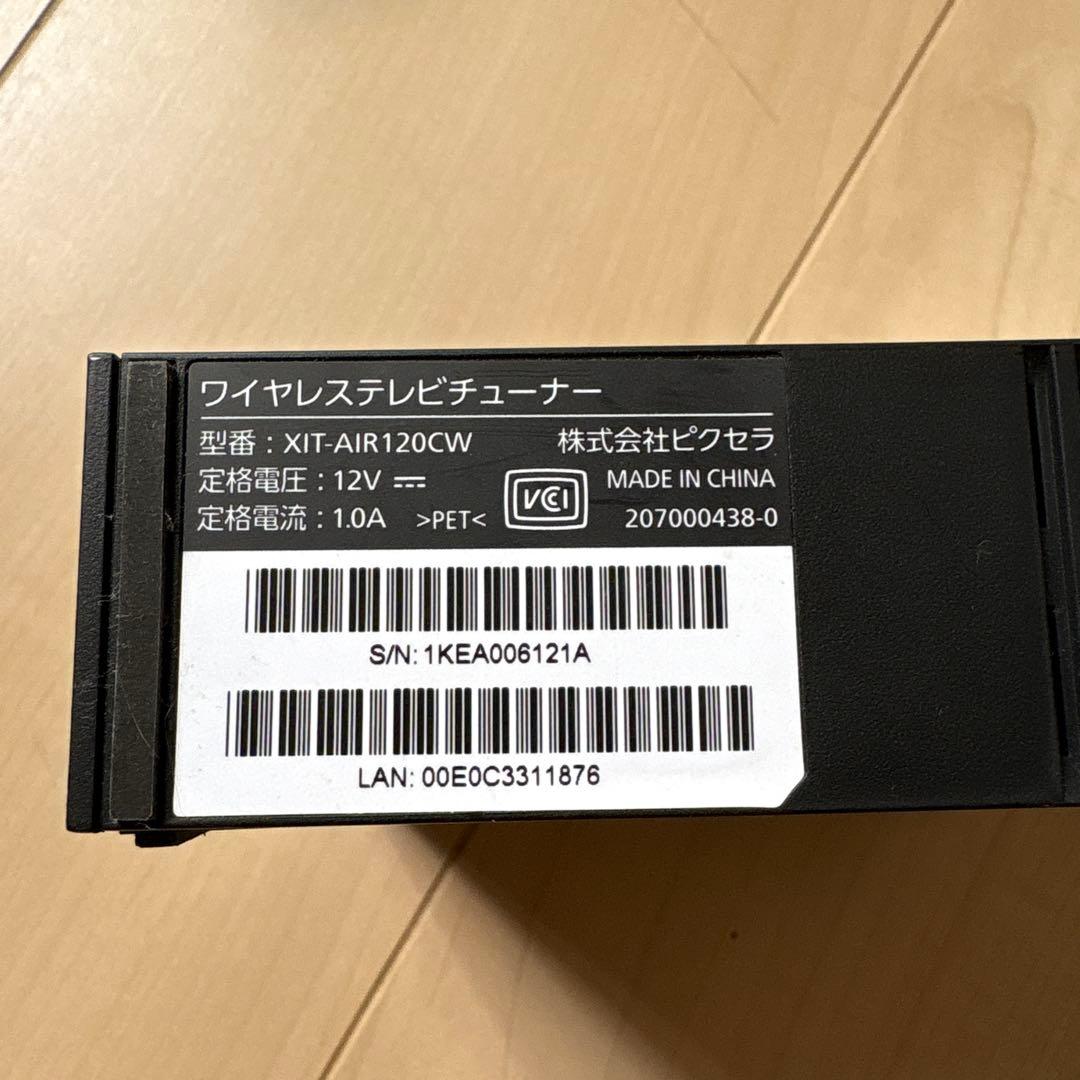 ワイヤレステレビチューナー
型番：XIT-AIR120CW 株式会社ピクセラ
定格電圧：12V ⎓ MADE IN CHINA
定格電流：1.0A >PET< VCCI 207000438-0
S/N: 1KEA006121A
LAN: 00E0C3311876